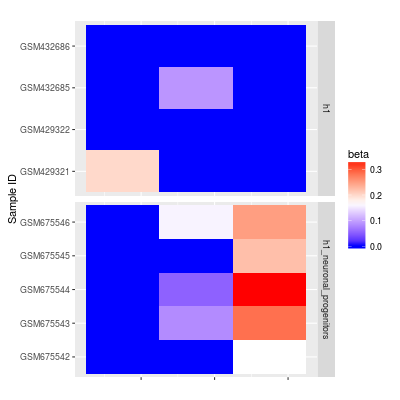 GSM432686
GSM432685
GSM429322
GSM429321
h1
GSM675546
GSM675545
GSM675544
GSM675543
GSM675542
h1_neuronal_progenitors
Sample ID
beta
0.3
0.2
0.1
0.0